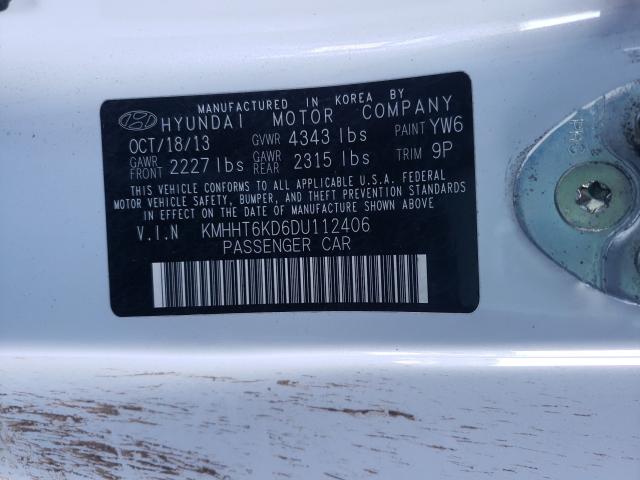 MANUFACTURED IN KOREA BY
HYUNDAI MOTOR COMPANY
OCT/18/13 GVWR 4343 lbs PAINT YW6
GAWR FRONT 2227 lbs GAWR REAR 2315 lbs TRIM 9P
THIS VEHICLE CONFORMS TO ALL APPLICABLE U.S.A. FEDERAL
MOTOR VEHICLE SAFETY, BUMPER, AND THEFT PREVENTION STANDARDS
IN EFFECT ON THE DATE OF MANUFACTURE SHOWN ABOVE
V.I.N KMHHT6KD6DU112406
PASSENGER CAR